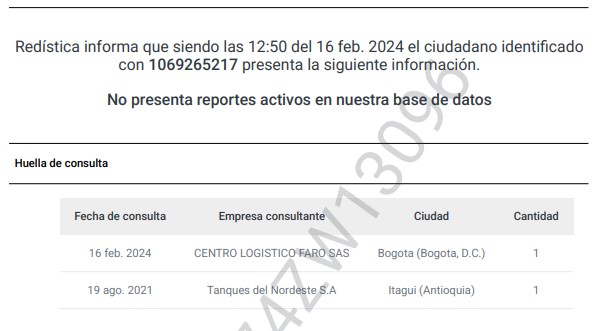 Redística informa que siendo las 12:50 del 16 feb. 2024 el ciudadano identificado
con 1069265217 presenta la siguiente información.
No presenta reportes activos en nuestra base de datos
Huella de consulta
Fecha de consulta Empresa consultante Ciudad Cantidad
16 feb. 2024 CENTRO LOGISTICO FARO SAS Bogota (Bogota, D.C.) 1
19 ago. 2021 Tanques del Nordeste S.A Itagui (Antioquia) 1